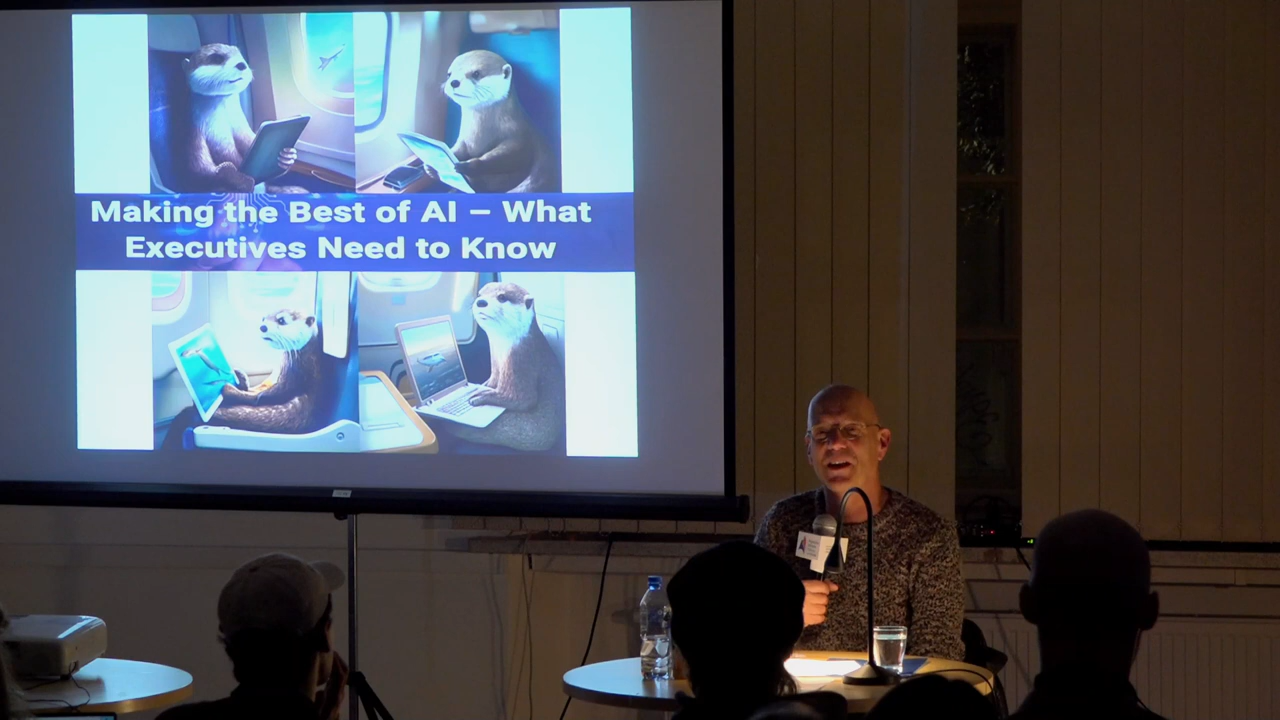 Making the Best of AI – What
Executives Need to Know